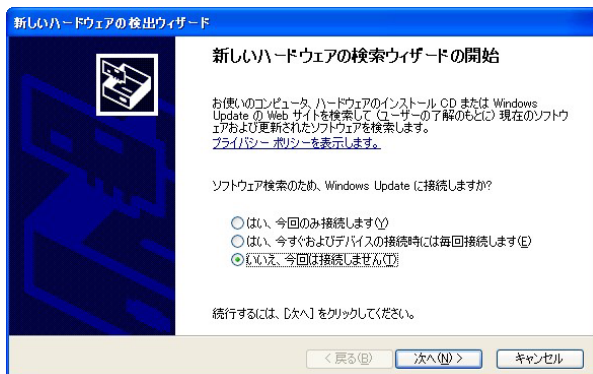 新しいハードウェアの検出ウィザード
新しいハードウェアの検索ウィザードの開始
お使いのコンピュータ、ハードウェアのインストール CD または Windows
Update の Web サイトを検索して (ユーザーの了解のもとに) 現在のソフトウ
ェアおよび更新されたソフトウェアを検索します。
プライバシー ポリシーを表示します。
ソフトウェア検索のため、Windows Update に接続しますか?
はい、今回のみ接続します(Y)
はい、今すぐおよびデバイスの接続時には毎回接続します(E)
いいえ、今回は接続しません(T)
続行するには、[次へ] をクリックしてください。
< 戻る(B) 次へ(N) > キャンセル